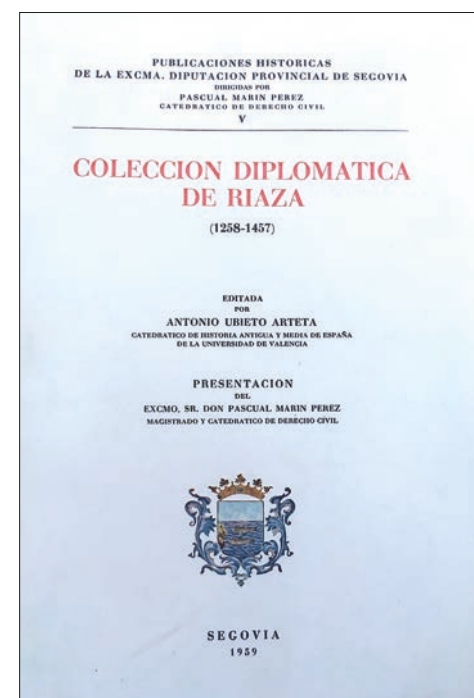 PUBLICACIONES HISTORICAS
DE LA EXCMA. DIPUTACION PROVINCIAL DE SEGOVIA
DIRIGIDAS POR
PASCUAL MARIN PEREZ
CATEDRATICO DE DERECHO CIVIL
V
COLECCION DIPLOMATICA
DE RIAZA
(1258-1457)
EDITADA
POR
ANTONIO UBIETO ARTETA
CATEDRATICO DE HISTORIA ANTIGUA Y MEDIA DE ESPAÑA
DE LA UNIVERSIDAD DE VALENCIA
PRESENTACION
DEL
EXCMO, SR. DON PASCUAL MARIN PEREZ
MAGISTRADO Y CATEDRATICO DE DERECHO CIVIL
SEGOVIA
1959